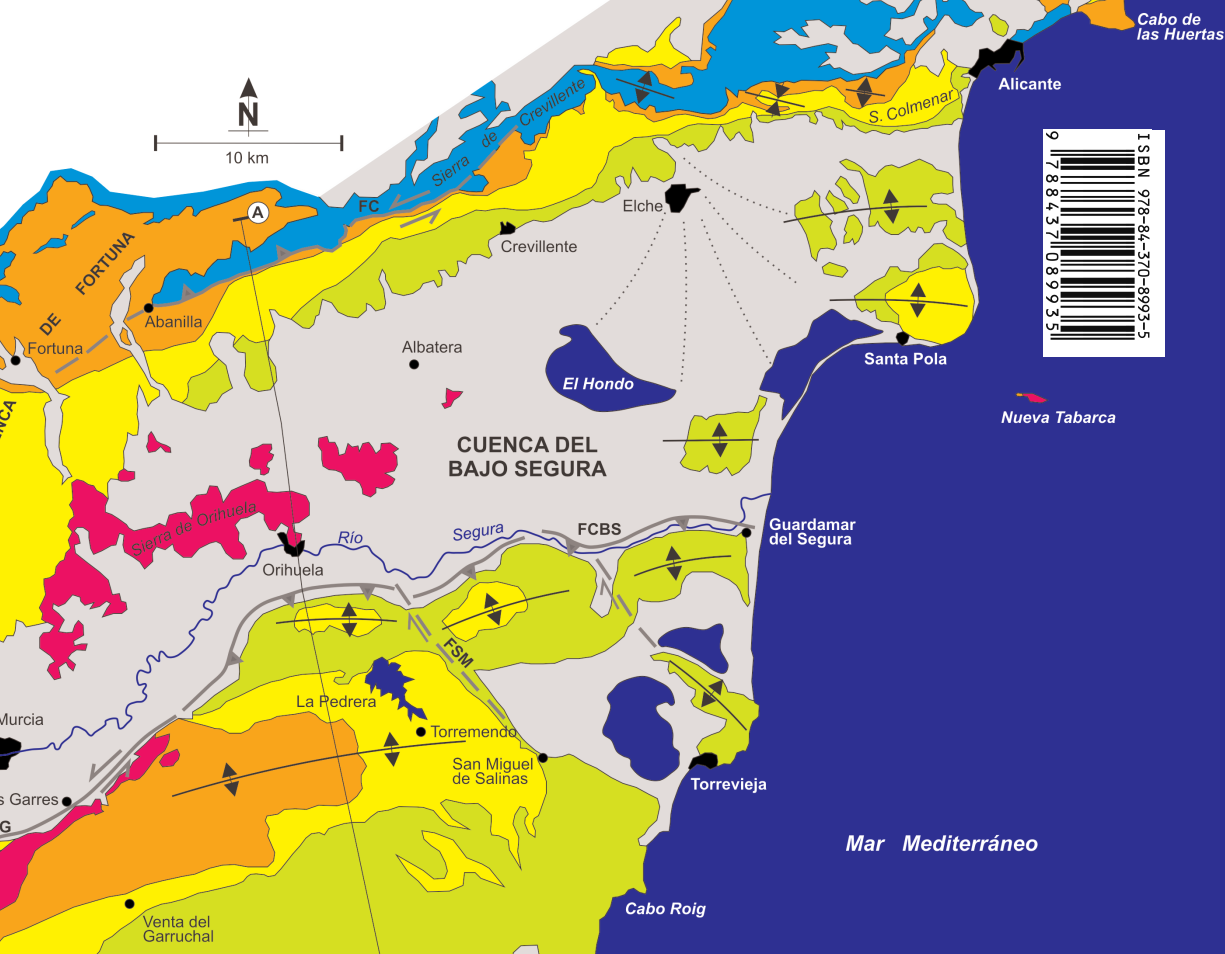 Cabo de
las Huertas
Alicante
S. Colmenar
Sierra de Crevillente
N
10 km
FC
A
Elche
Crevillente
FORTUNA
DE
Fortuna
Abanilla
Albatera
El Hondo
Santa Pola
Nueva Tabarca
ISBN 978-84-370-8993-5
9 788437 089935
ENCA
CUENCA DEL
BAJO SEGURA
Sierra de Orihuela
Río Segura
FCBS
Guardamar
del Segura
Orihuela
FSM
La Pedrera
Murcia
Torremendo
San Miguel
de Salinas
Torrevieja
s Garres
G
Mar Mediterráneo
Cabo Roig
Venta del
Garruchal